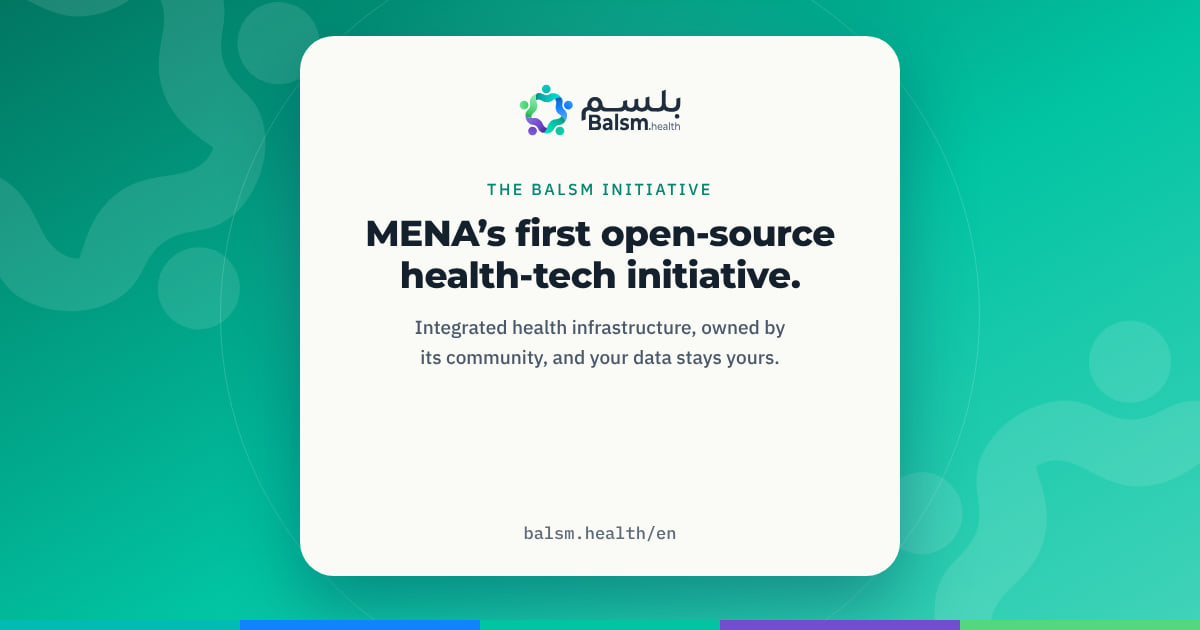 بلسم
Balsm.health
THE BALSM INITIATIVE
MENA’s first open-source
health-tech initiative.
Integrated health infrastructure, owned by
its community, and your data stays yours.
balsm.health/en